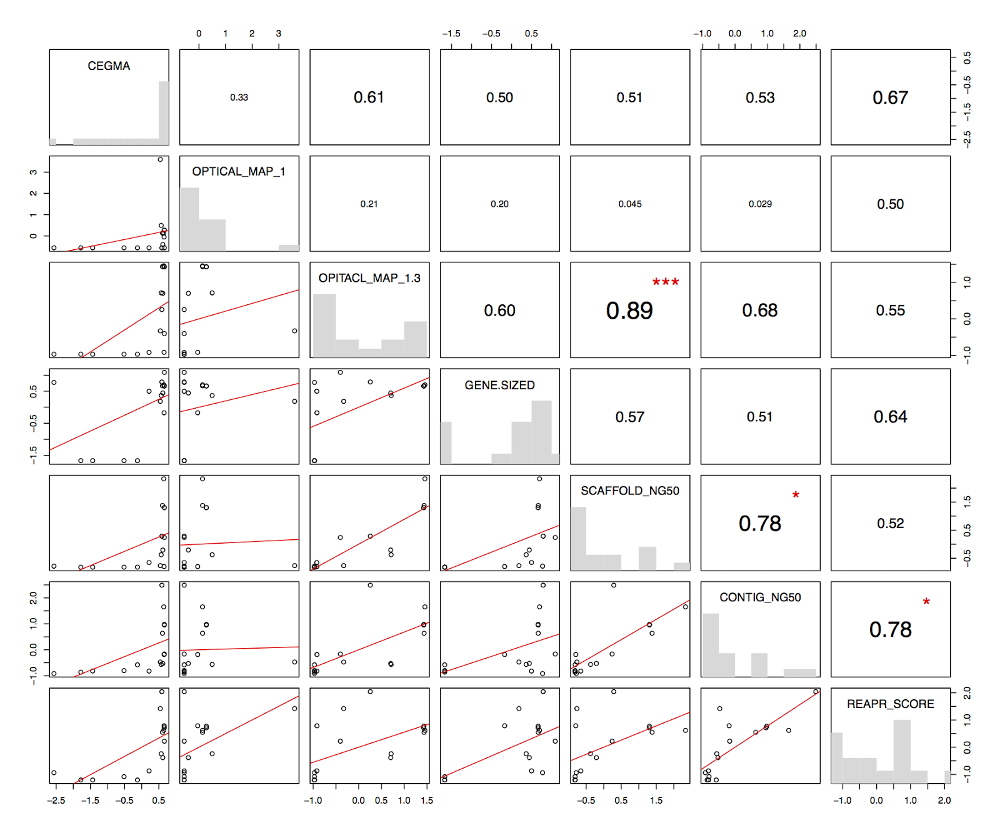 0 1 3
−1.5 −0.5 0.5
−1.0 0.0 1.0 2.0
CEGMA
0.33
0.61
0.50
0.51
0.53
0.67
−2.5 −1.5 −0.5 0.5
0 1 2 3
OPTICAL_MAP_1
0.21
0.20
0.045
0.029
0.50
OPITACL_MAP_1.3
0.60
0.89
***
0.68
0.55
−1.0 0.0 1.0
−1.5 −0.5 0.5
GENE.SIZED
0.57
0.51
0.64
SCAFFOLD_NG50
0.78
*
0.52
−0.5 0.5 1.5
−1.0 0.0 1.0 2.0
CONTIG_NG50
0.78
*
REAPR_SCORE
−1.0 0.0 1.0 2.0
−2.5 −1.5 −0.5 0.5
−1.0 0.0 0.5 1.0 1.5
−0.5 0.5 1.5
−1.0 0.0 1.0 2.0